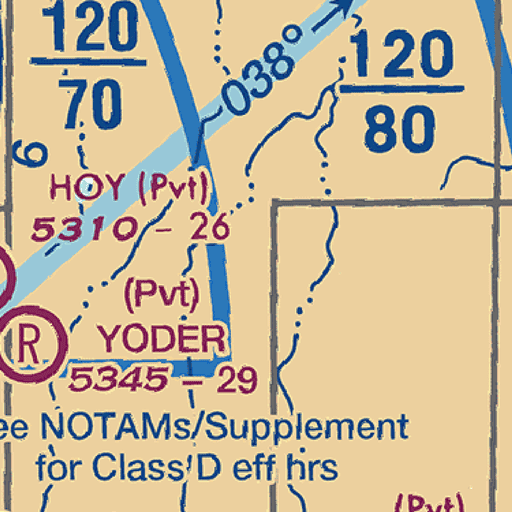 120
70
038°
120
80
6
HOY (Pvt)
5310 - 26
(Pvt)
R
YODER
5345 - 29
ee NOTAMs/Supplement
for Class D eff hrs
(Pvt)